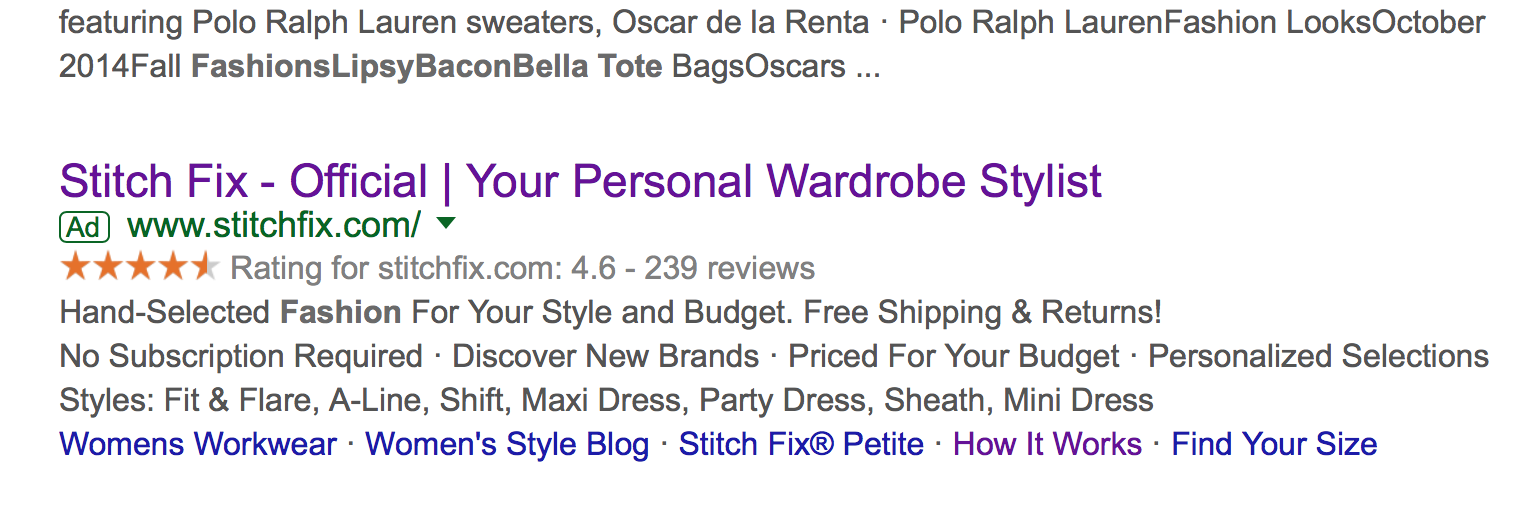 featuring Polo Ralph Lauren sweaters, Oscar de la Renta · Polo Ralph LaurenFashion LooksOctober
2014Fall FashionsLipsyBaconBella Tote BagsOscars ...
Stitch Fix - Official | Your Personal Wardrobe Stylist
Ad www.stitchfix.com/
Rating for stitchfix.com: 4.6 - 239 reviews
Hand-Selected Fashion For Your Style and Budget. Free Shipping & Returns!
No Subscription Required · Discover New Brands · Priced For Your Budget · Personalized Selections
Styles: Fit & Flare, A-Line, Shift, Maxi Dress, Party Dress, Sheath, Mini Dress
Womens Workwear · Women's Style Blog · Stitch Fix® Petite · How It Works · Find Your Size